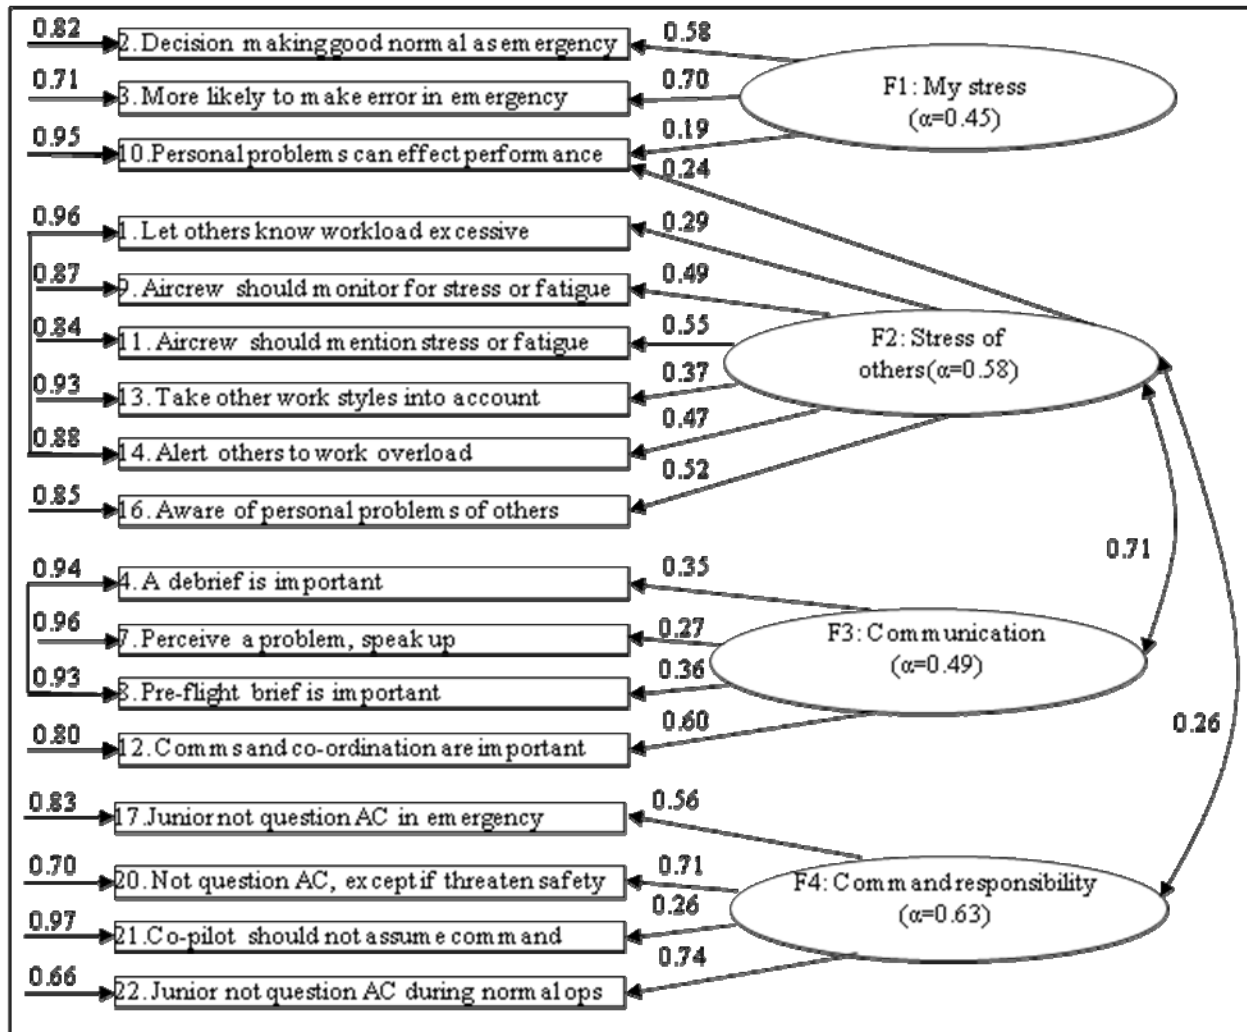 0.82
2. Decision making good normal as emergency
0.58
0.71
3. More likely to make error in emergency
0.70
F1: My stress
(α=0.45)
0.95
10. Personal problems can effect performance
0.19
0.24
0.96
1. Let others know workload excessive
0.29
0.87
9. Aircrew should monitor for stress or fatigue
0.49
0.84
11. Aircrew should mention stress or fatigue
0.55
F2: Stress of
others(α=0.58)
0.93
13. Take other work styles into account
0.37
0.88
14. Alert others to work overload
0.47
0.85
16. Aware of personal problems of others
0.52
0.71
0.94
4. A debrief is important
0.35
0.96
7. Perceive a problem, speak up
0.27
F3: Communication
(α=0.49)
0.93
8. Pre-flight brief is important
0.36
0.80
12. Comms and co-ordination are important
0.60
0.26
0.83
17. Junior not question AC in emergency
0.56
0.70
20. Not question AC, except if threaten safety
0.71
F4: Command responsibility
(α=0.63)
0.97
21. Co-pilot should not assume command
0.26
0.66
22. Junior not question AC during normal ops
0.74